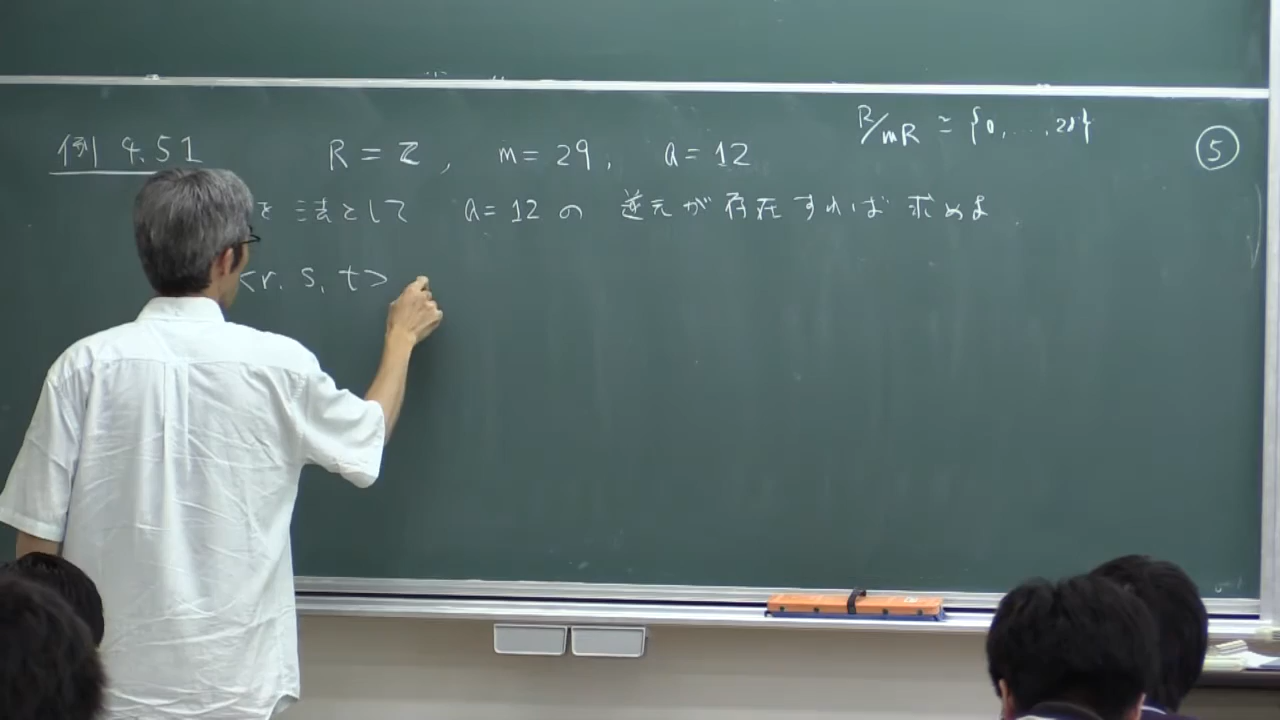 例 4.51 R = Z, m = 29, a = 12
R/mR ≃ {0, ..., 28}
⑤
を法として a = 12 の 逆元が存在すれば 求めよ
<r, s, t>